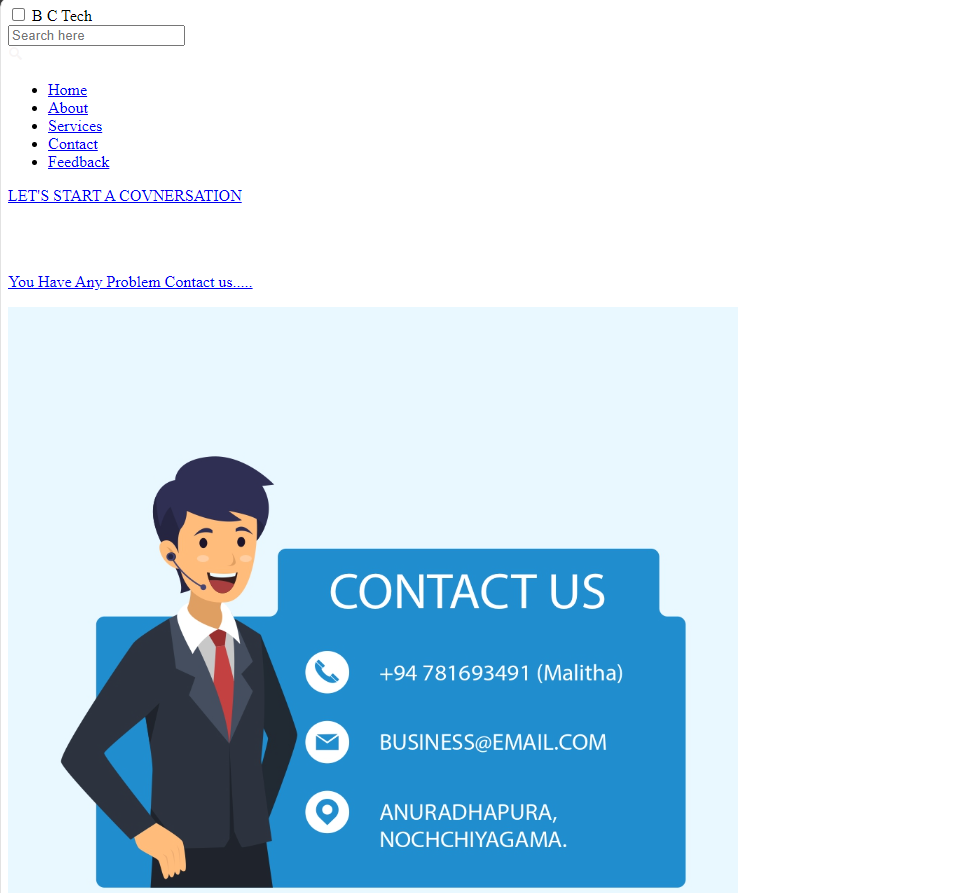 B C Tech
Search here
Home
About
Services
Contact
Feedback
LET'S START A COVNERSATION
You Have Any Problem Contact us.....
CONTACT US
+94 781693491 (Malitha)
BUSINESS@EMAIL.COM
ANURADHAPURA,
NOCHCHIYAGAMA.